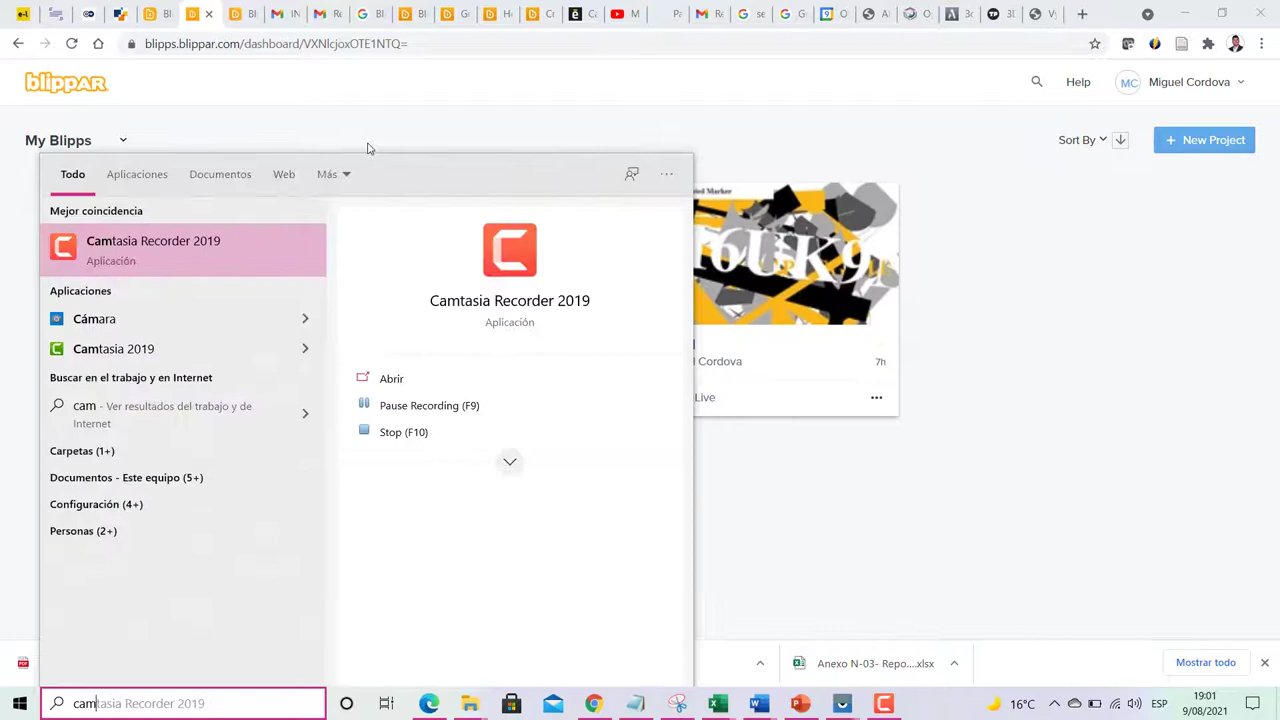 blipps.blippar.com/dashboard/VXNlcjoxOTE1NTQ=
blippar
Help
MC
Miguel Cordova
My Blipps
Sort By
+ New Project
Todo
Aplicaciones
Documentos
Web
Más
Mejor coincidencia
Camtasia Recorder 2019
Aplicación
Aplicaciones
Cámara
Camtasia 2019
Buscar en el trabajo y en Internet
cam - Ver resultados del trabajo y de
Internet
Carpetas (1+)
Documentos - Este equipo (5+)
Configuración (4+)
Personas (2+)
Camtasia Recorder 2019
Aplicación
Abrir
Pause Recording (F9)
Stop (F10)
Marker
Cordova
7h
Live
Anexo N-03- Repo....xlsx
Mostrar todo
camtasia Recorder 2019
16°C
ESP
19:01
9/08/2021